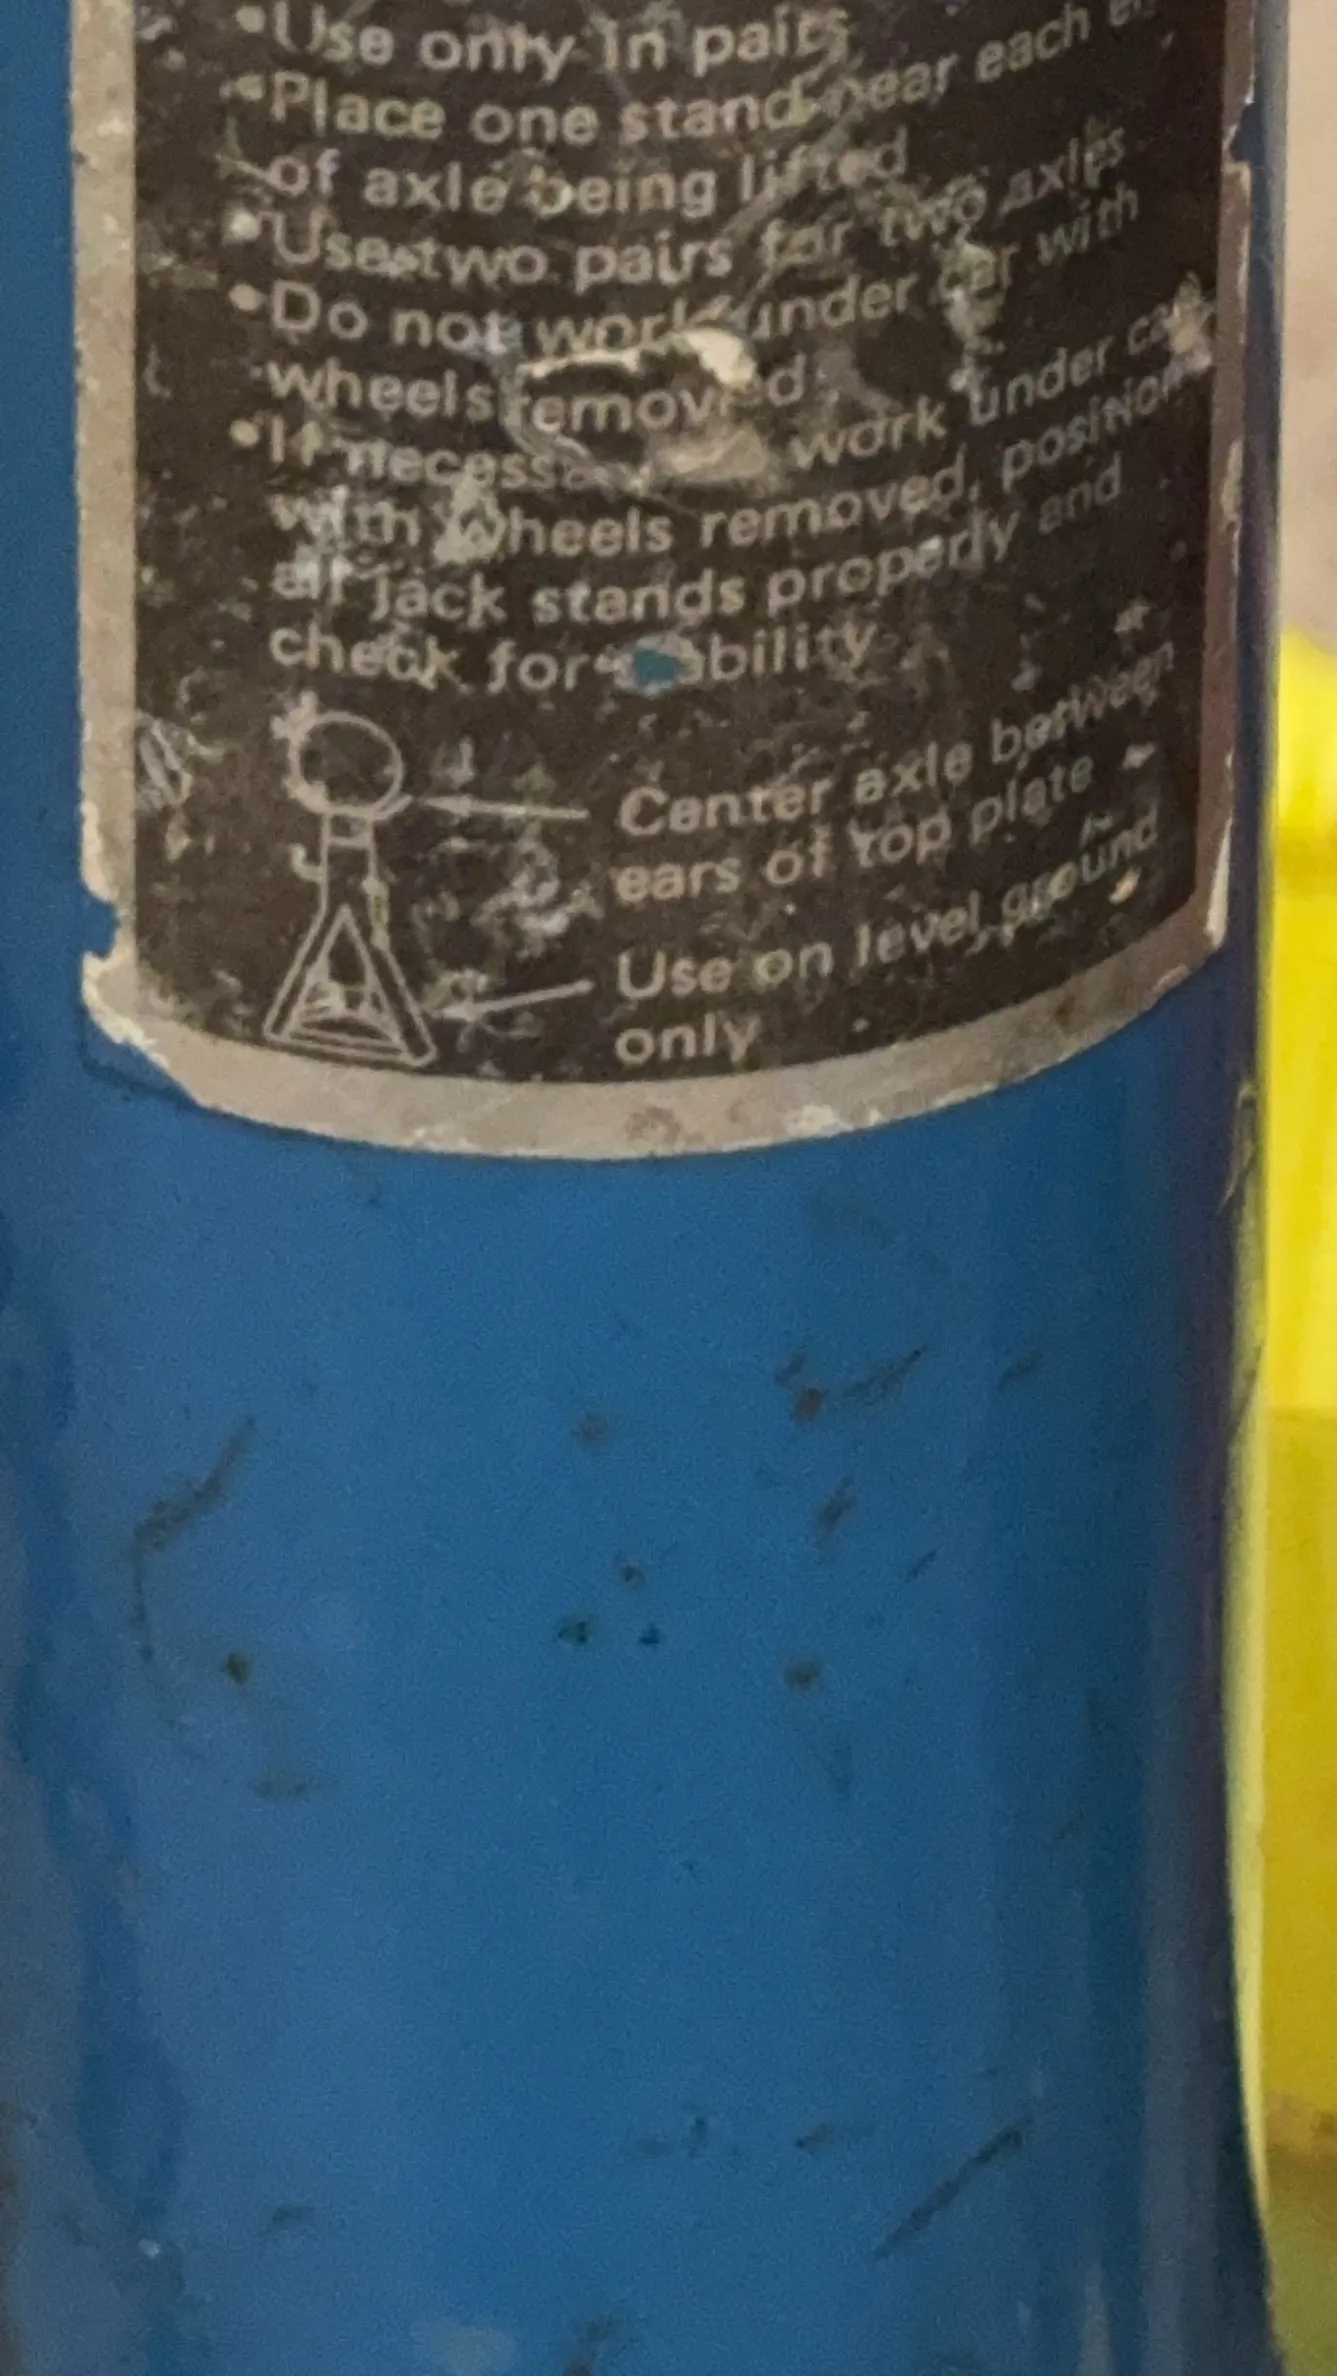 •Use only in pairs
•Place one stand near each
of axle being lifted
•Use two pairs for two axles
•Do not work under car with
wheels removed
•If necessary work under car
with wheels removed, position
all jack stands properly and
check for stability
Center axle between
ears of top plate
Use on level ground
only